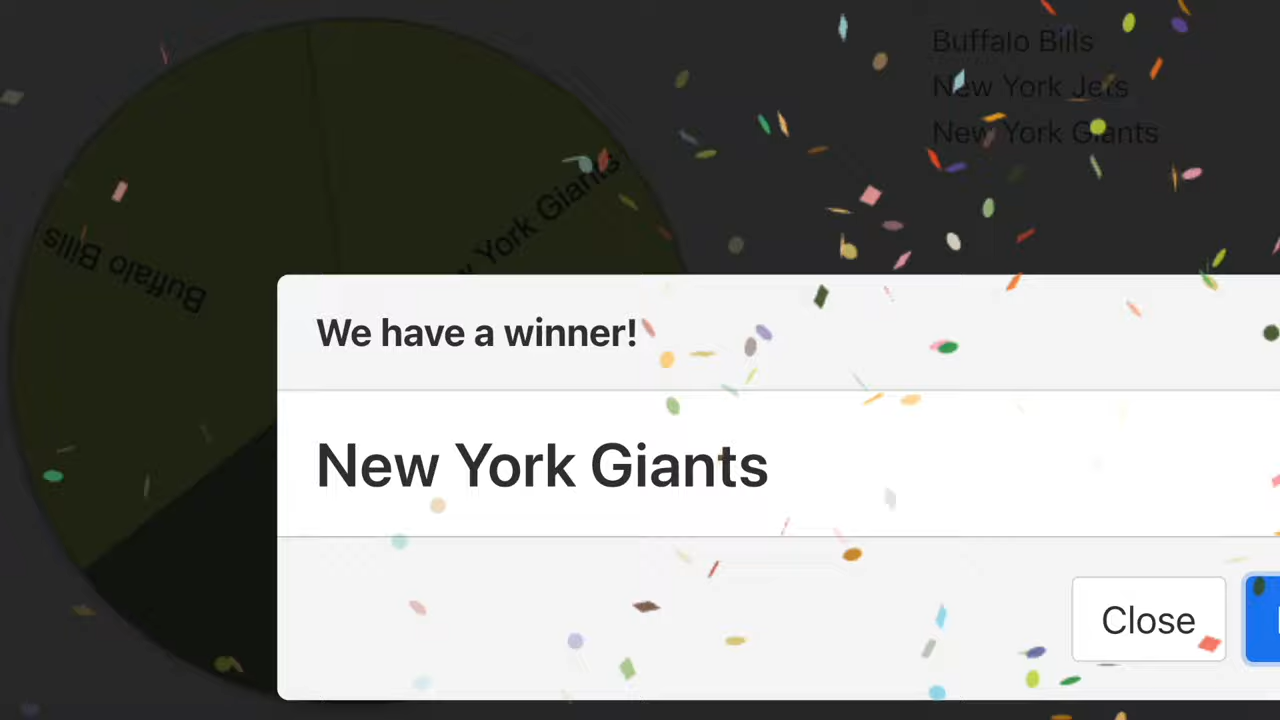 Buffalo Bills
New York Jets
New York Giants
Buffalo Bills
York Giants
We have a winner!
New York Giants
Close